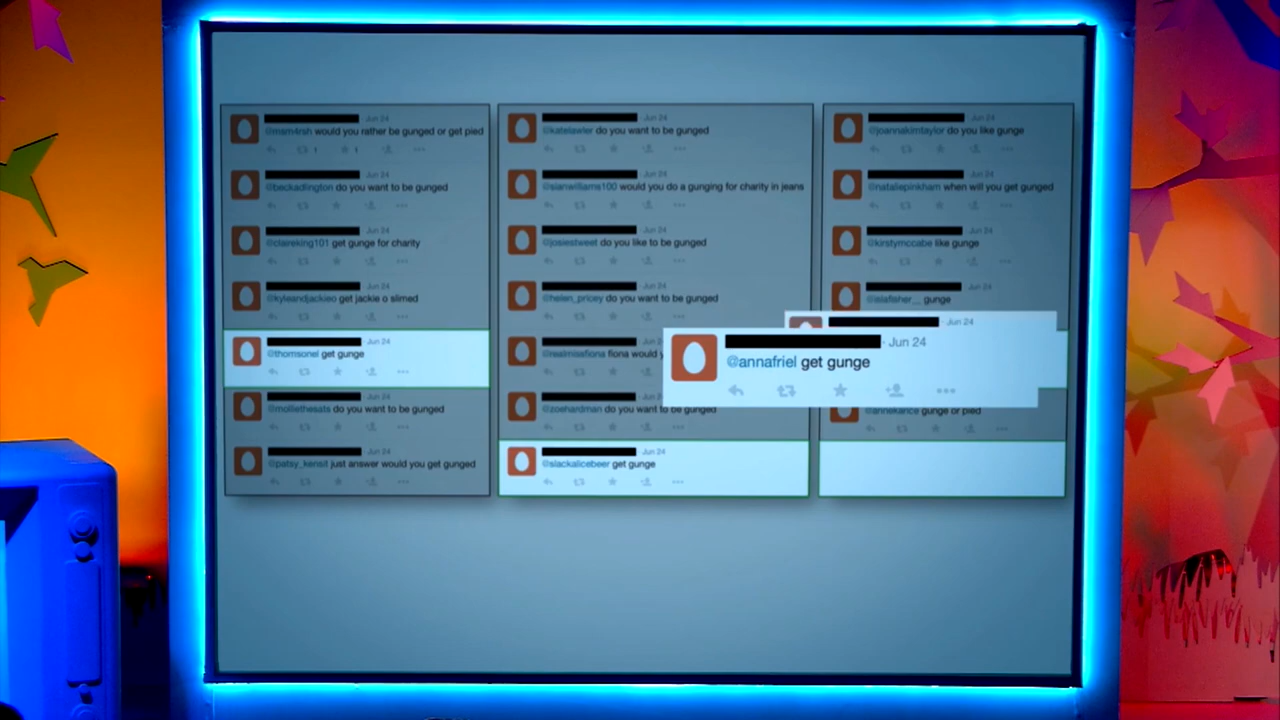 Jun 24
@msm4rsh would you rather be gunged or get pied
1 1
Jun 24
@beckadlington do you want to be gunged
Jun 24
@claireking101 get gunge for charity
Jun 24
@kyleandjackieo get jackie o slimed
Jun 24
@thomsonel get gunge
Jun 24
@molliethesats do you want to be gunged
Jun 24
@patsy_kensit just answer would you get gunged
Jun 24
@katelawler do you want to be gunged
Jun 24
@sianwilliams100 would you do a gunging for charity in jeans
Jun 24
@josiestweet do you like to be gunged
Jun 24
@helen_pricey do you want to be gunged
Jun 2
@realmissfiona fiona would y
Jun 24
@zoehardman do you want to be gunged
Jun 24
@slackalicebeer get gunge
Jun 24
@joannakimtaylor do you like gunge
Jun 24
@nataliepinkham when will you get gunged
Jun 24
@kirstymccabe like gunge
Jun 24
@islafisher__ gunge
Jun 24
· Jun 24
@annafriel get gunge
gunge or pied